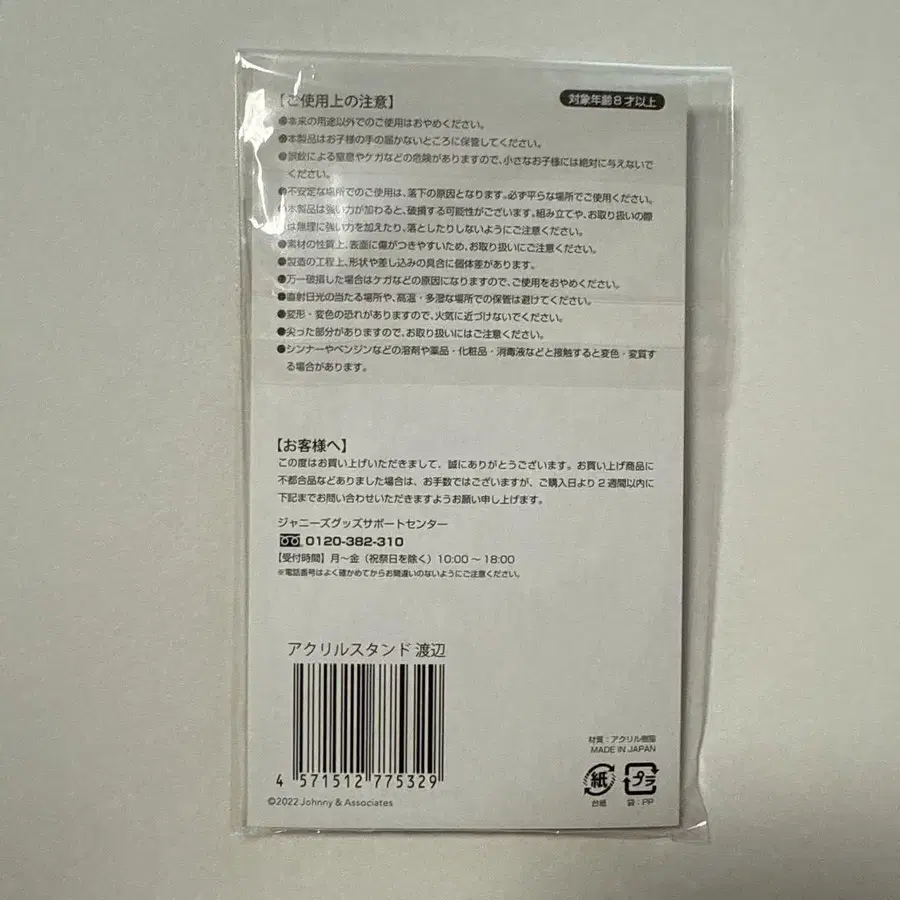 【ご使用上の注意】
対象年齢8才以上
●本来の用途以外でのご使用はおやめください。
●本製品はお子様の手の届かないところに保管してください。
●誤飲による窒息やケガなどの危険がありますので、小さなお子様には絶対に与えないで
ください。
●不安定な場所でのご使用は、落下の原因となります。必ず平らな場所でご使用ください。
●本製品は強い力が加わると、破損する可能性がございます。組み立てや、お取り扱いの際
は無理に強い力を加えたり、落としたりしないようにご注意ください。
●素材の性質上、表面に傷がつきやすいため、お取り扱いにご注意ください。
●製造の工程上、形状や差し込みの具合に個体差があります。
●万一破損した場合はケガなどの原因になりますので、ご使用をおやめください。
●直射日光の当たる場所や、高温・多湿な場所での保管は避けてください。
●変形・変色の恐れがありますので、火気に近づけないでください。
●尖った部分がありますので、お取り扱いにはご注意ください。
●シンナーやベンジンなどの溶剤や薬品・化粧品・消毒液などと接触すると変色・変質す
る場合があります。
【お客様へ】
この度はお買い上げいただきまして、誠にありがとうございます。お買い上げ商品に
不都合品などありました場合は、お手数ではございますが、ご購入日より2週間以内に
下記までお問い合わせいただきますようお願い申し上げます。
ジャニーズグッズサポートセンター
0120-382-310
【受付時間】月〜金（祝祭日を除く）10:00〜18:00
※電話番号はよく確かめてからお間違いのないようにご注意ください。
アクリルスタンド 渡辺
4 571512 775329
©2022 Johnny & Associates
材質：アクリル樹脂
MADE IN JAPAN
紙
台紙
プラ
袋：PP